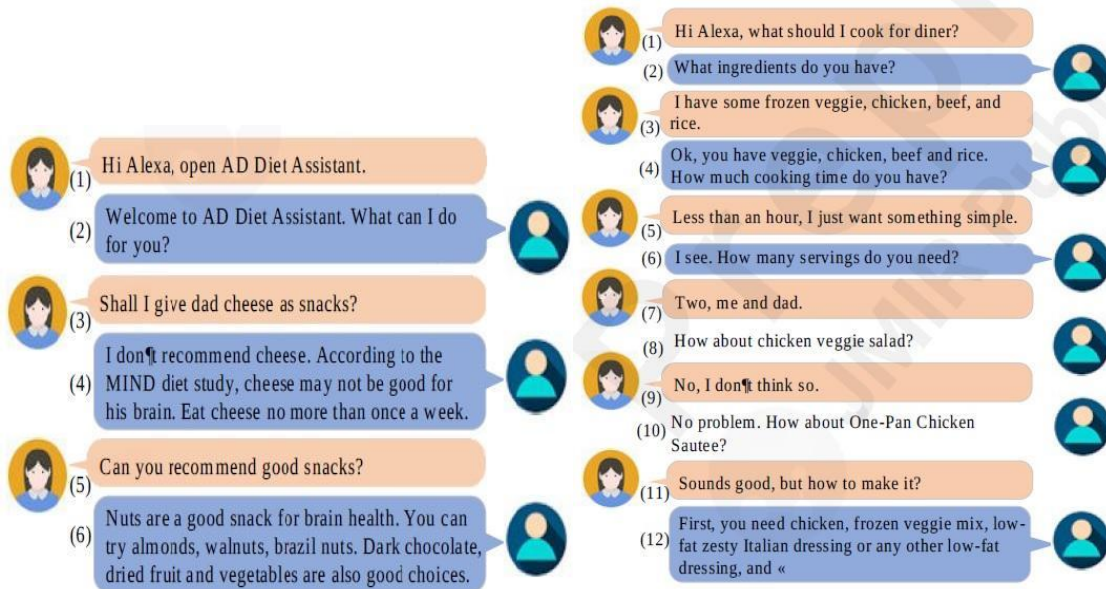 (1) Hi Alexa, open AD Diet Assistant.
(2) Welcome to AD Diet Assistant. What can I do
for you?
(3) Shall I give dad cheese as snacks?
(4) I don¶t recommend cheese. According to the
MIND diet study, cheese may not be good for
his brain. Eat cheese no more than once a week.
(5) Can you recommend good snacks?
(6) Nuts are a good snack for brain health. You can
try almonds, walnuts, brazil nuts. Dark chocolate,
dried fruit and vegetables are also good choices.
(1) Hi Alexa, what should I cook for diner?
(2) What ingredients do you have?
(3) I have some frozen veggie, chicken, beef, and
rice.
(4) Ok, you have veggie, chicken, beef and rice.
How much cooking time do you have?
(5) Less than an hour, I just want something simple.
(6) I see. How many servings do you need?
(7) Two, me and dad.
(8) How about chicken veggie salad?
(9) No, I don¶t think so.
(10) No problem. How about One-Pan Chicken
Sautee?
(11) Sounds good, but how to make it?
(12) First, you need chicken, frozen veggie mix, low-
fat zesty Italian dressing or any other low-fat
dressing, and «